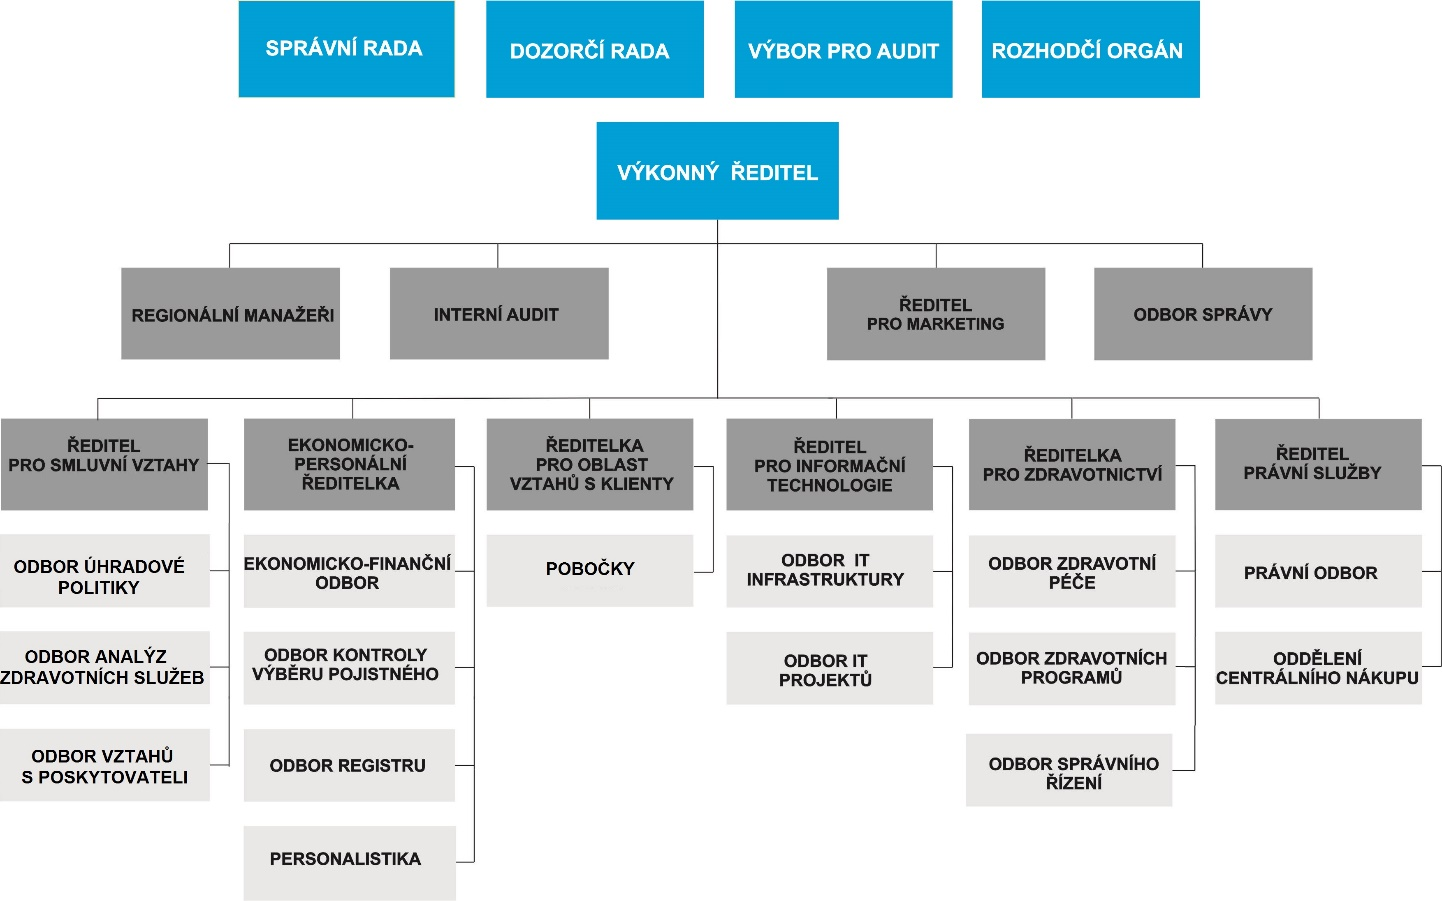 SPRÁVNÍ RADA
DOZORČÍ RADA
VÝBOR PRO AUDIT
ROZHODČÍ ORGÁN
VÝKONNÝ ŘEDITEL
REGIONÁLNÍ MANAŽEŘI
INTERNÍ AUDIT
ŘEDITEL
PRO MARKETING
ODBOR SPRÁVY
ŘEDITEL
PRO SMLUVNÍ VZTAHY
EKONOMICKO-
PERSONÁLNÍ
ŘEDITELKA
ŘEDITELKA
PRO OBLAST
VZTAHŮ S KLIENTY
ŘEDITEL
PRO INFORMAČNÍ
TECHNOLOGIE
ŘEDITELKA
PRO ZDRAVOTNICTVÍ
ŘEDITEL
PRÁVNÍ SLUŽBY
ODBOR ÚHRADOVÉ
POLITIKY
EKONOMICKO-FINANČNÍ
ODBOR
POBOČKY
ODBOR IT
INFRASTRUKTURY
ODBOR ZDRAVOTNÍ
PÉČE
PRÁVNÍ ODBOR
ODBOR ANALÝZ
ZDRAVOTNÍCH SLUŽEB
ODBOR KONTROLY
VÝBĚRU POJISTNÉHO
ODBOR IT
PROJEKTŮ
ODBOR ZDRAVOTNÍCH
PROGRAMŮ
ODDĚLENÍ
CENTRÁLNÍHO NÁKUPU
ODBOR VZTAHŮ
S POSKYTOVATELI
ODBOR REGISTRU
ODBOR SPRÁVNÍHO
ŘÍZENÍ
PERSONALISTIKA